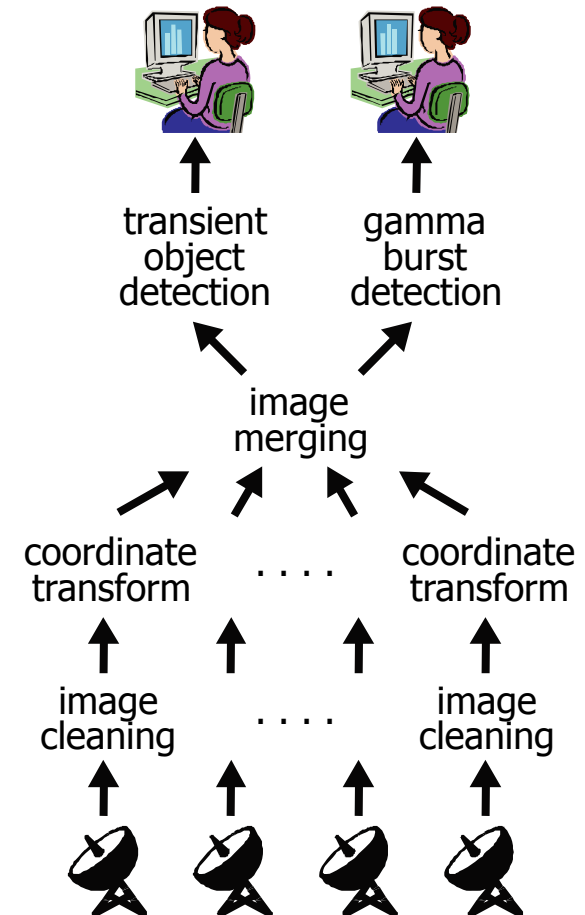 transient
object
detection
gamma
burst
detection
image
merging
coordinate
transform
. . . .
coordinate
transform
image
cleaning
. . . .
image
cleaning